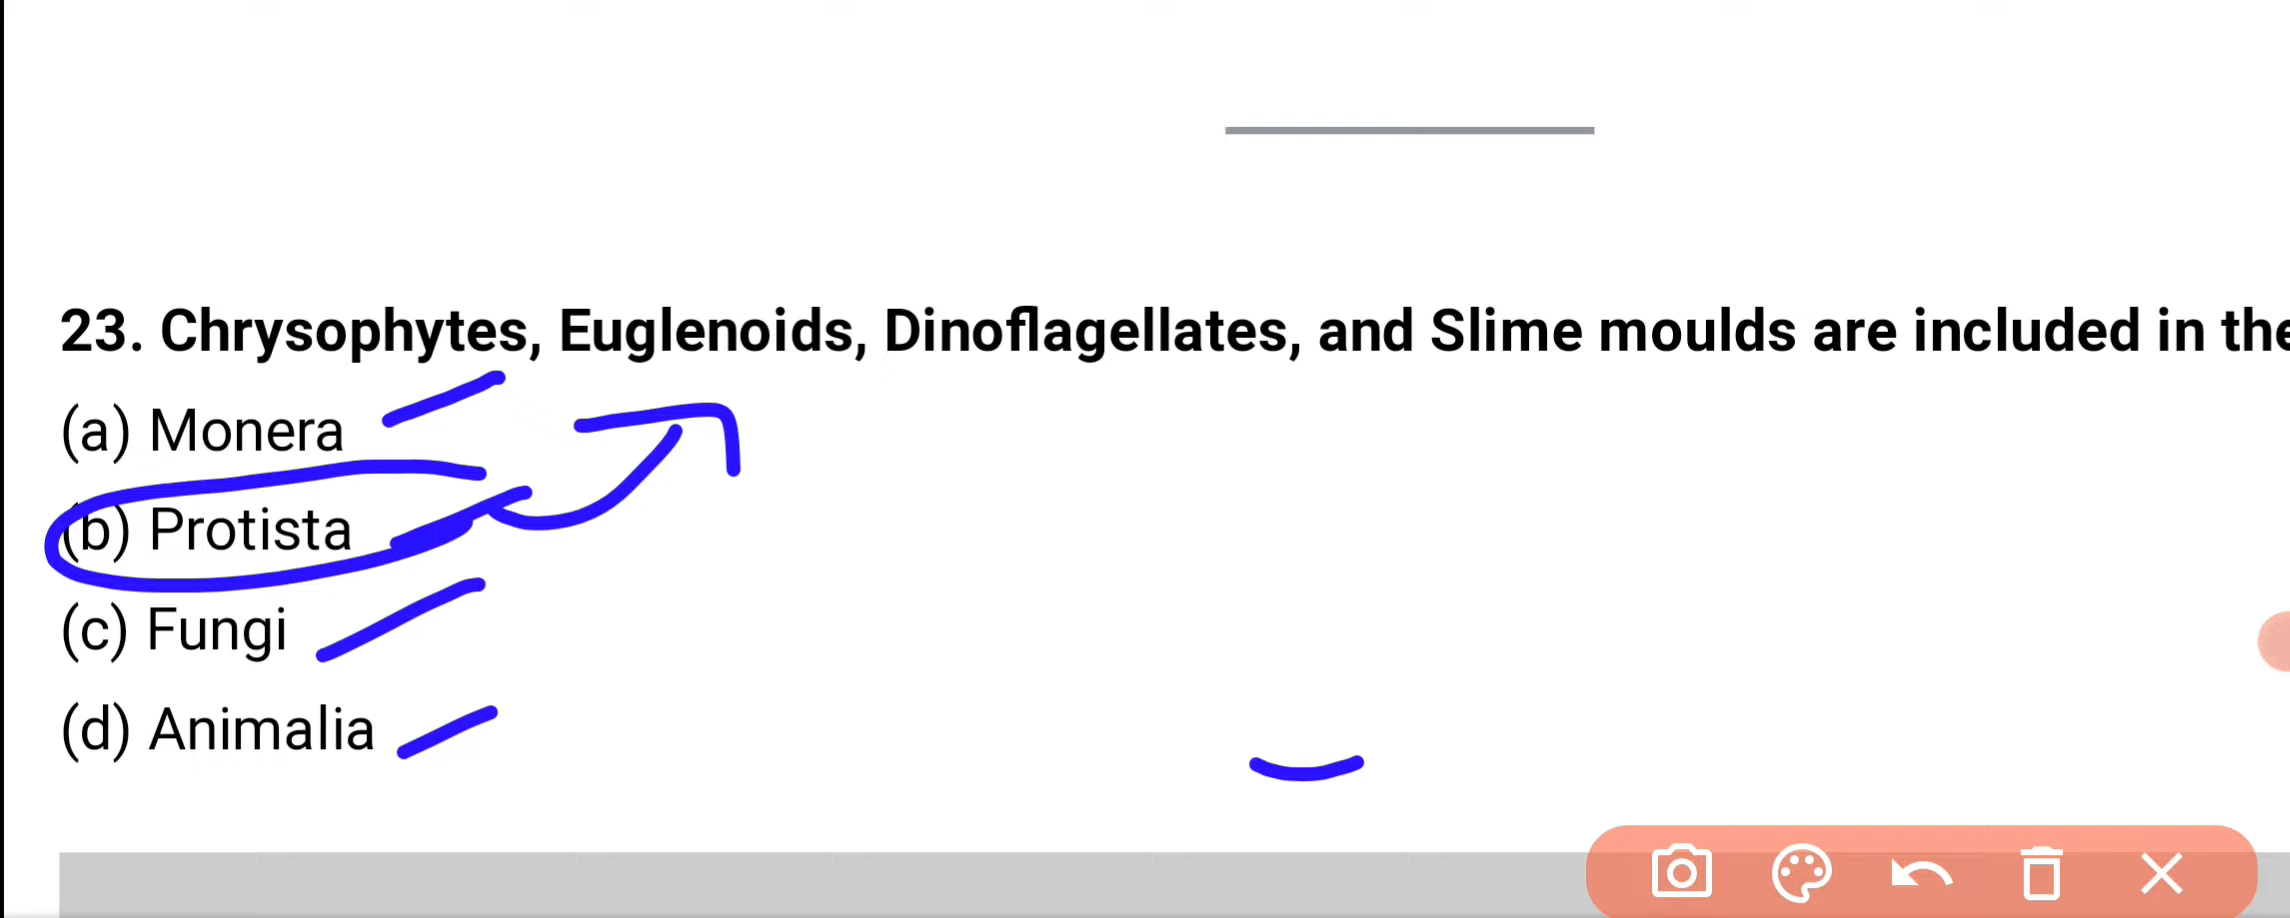 23. Chrysophytes, Euglenoids, Dinoflagellates, and Slime moulds are included in the
(a) Monera
(b) Protista
(c) Fungi
(d) Animalia